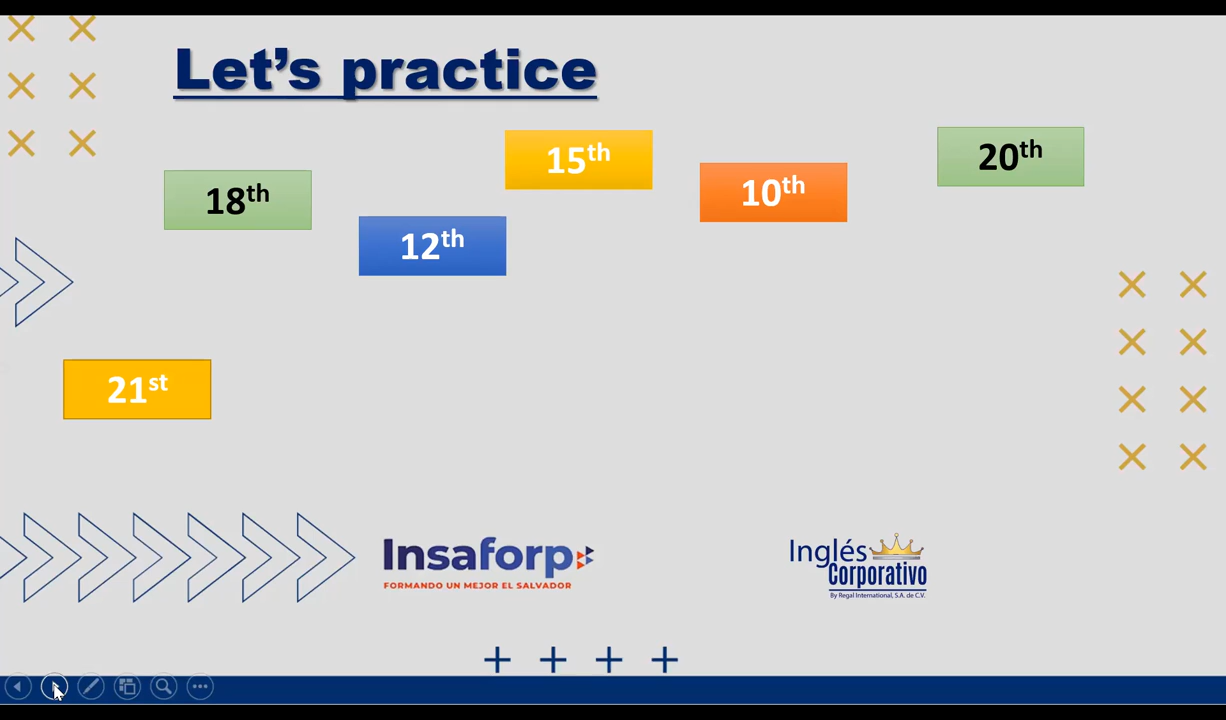 Let's practice
18th
12th
15th
10th
20th
21st
Insaforp
FORMANDO UN MEJOR EL SALVADOR
Inglés
Corporativo
By Regal International, S.A. de C.V.